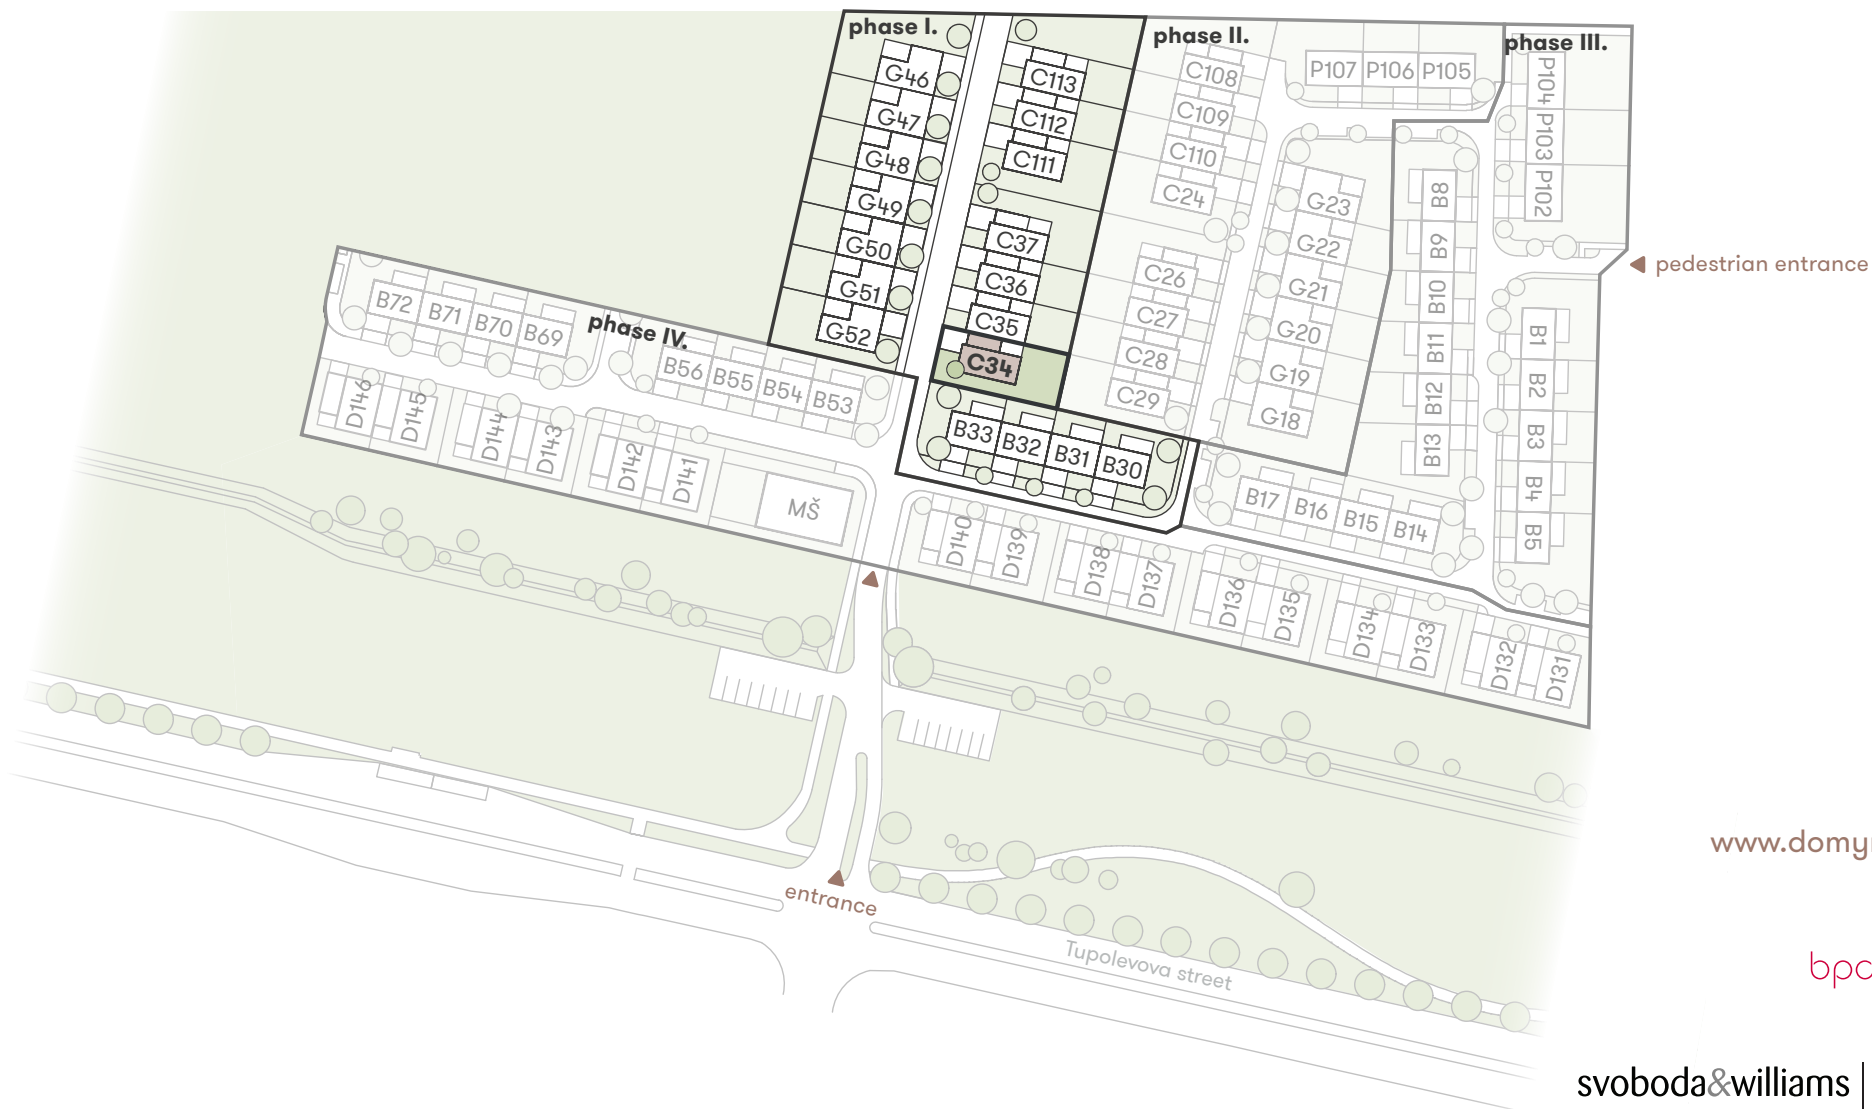 phase I.
phase II.
phase III.
phase IV.
G46
G47
G48
G49
G50
G51
G52
C113
C112
C111
C37
C36
C35
C34
B33
B32
B31
B30
C108
C109
C110
C24
C26
C27
C28
C29
P107
P106
P105
P104
P103
P102
G23
G22
G21
G20
G19
G18
B8
B9
B10
B11
B12
B13
B1
B2
B3
B4
B5
B17
B16
B15
B14
B72
B71
B70
B69
B56
B55
B54
B53
D146
D145
D144
D143
D142
D141
MŠ
D140
D139
D138
D137
D136
D135
D134
D133
D132
D131
pedestrian entrance
entrance
Tupolevova street
www.domy
svoboda&williams